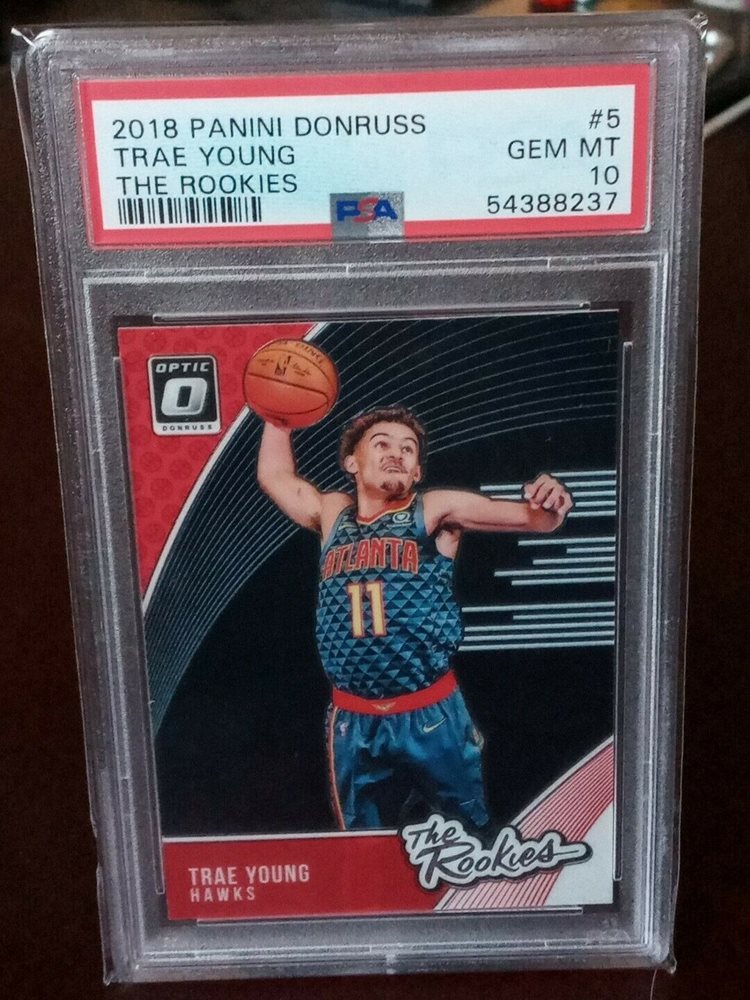 2018 PANINI DONRUSS #5
TRAE YOUNG GEM MT
THE ROOKIES 10
PSA 54388237
OPTIC
DONRUSS
ATLANTA
11
The Rookies
TRAE YOUNG
HAWKS